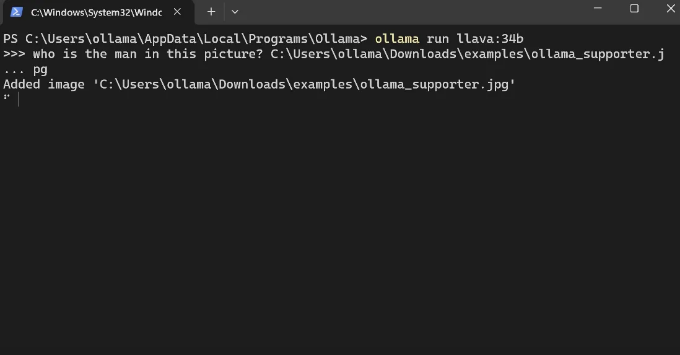 C:\Windows\System32\Windc
PS C:\Users\ollama\AppData\Local\Programs\Ollama> ollama run llava:34b
>>> who is the man in this picture? C:\Users\ollama\Downloads\examples\ollama_supporter.j
... pg
Added image 'C:\Users\ollama\Downloads\examples\ollama_supporter.jpg'